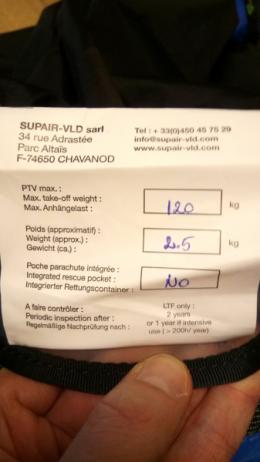 SUPAIR-VLD sarl
34 rue Adrastée
Parc Altaïs
F-74650 CHAVANOD
Tel : + 33(0)450 45 75 29
info@supair-vld.com
www.supair-vld.com
PTV max. :
Max. take-off weight :
Max. Anhängelast :
120 kg
Poids (approximatif) :
Weight (approx.) :
Gewicht (ca.) :
2.5 kg
Poche parachute intégrée :
Integrated rescue pocket :
Integrierter Rettungscontainer :
NO
A faire contrôler :
Periodic inspection after :
Regelmäßige Nachprüfung nach :
LTF only :
2 years
or 1 year if intensive
use ( > 200h/ year)